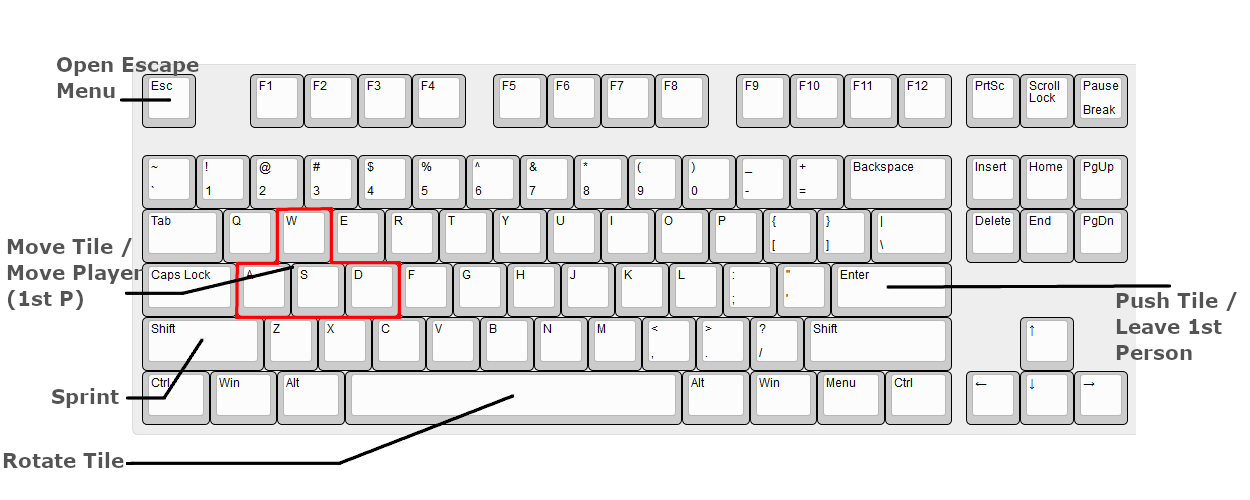 Open Escape
Menu
Esc F1 F2 F3 F4 F5 F6 F7 F8 F9 F10 F11 F12 PrtSc Scroll Lock Pause Break
~ ` ! 1 @ 2 # 3 $ 4 % 5 ^ 6 & 7 * 8 ( 9 ) 0 _ - + = Backspace Insert Home PgUp
Tab Q W E R T Y U I O P { [ } ] | \ Delete End PgDn
Move Tile /
Move Player
(1st P)
Caps Lock A S D F G H J K L : ; " ' Enter
Push Tile /
Leave 1st
Person
Shift Z X C V B N M < , > . ? / Shift ↑
Sprint
Ctrl Win Alt Alt Win Menu Ctrl ← ↓ →
Rotate Tile